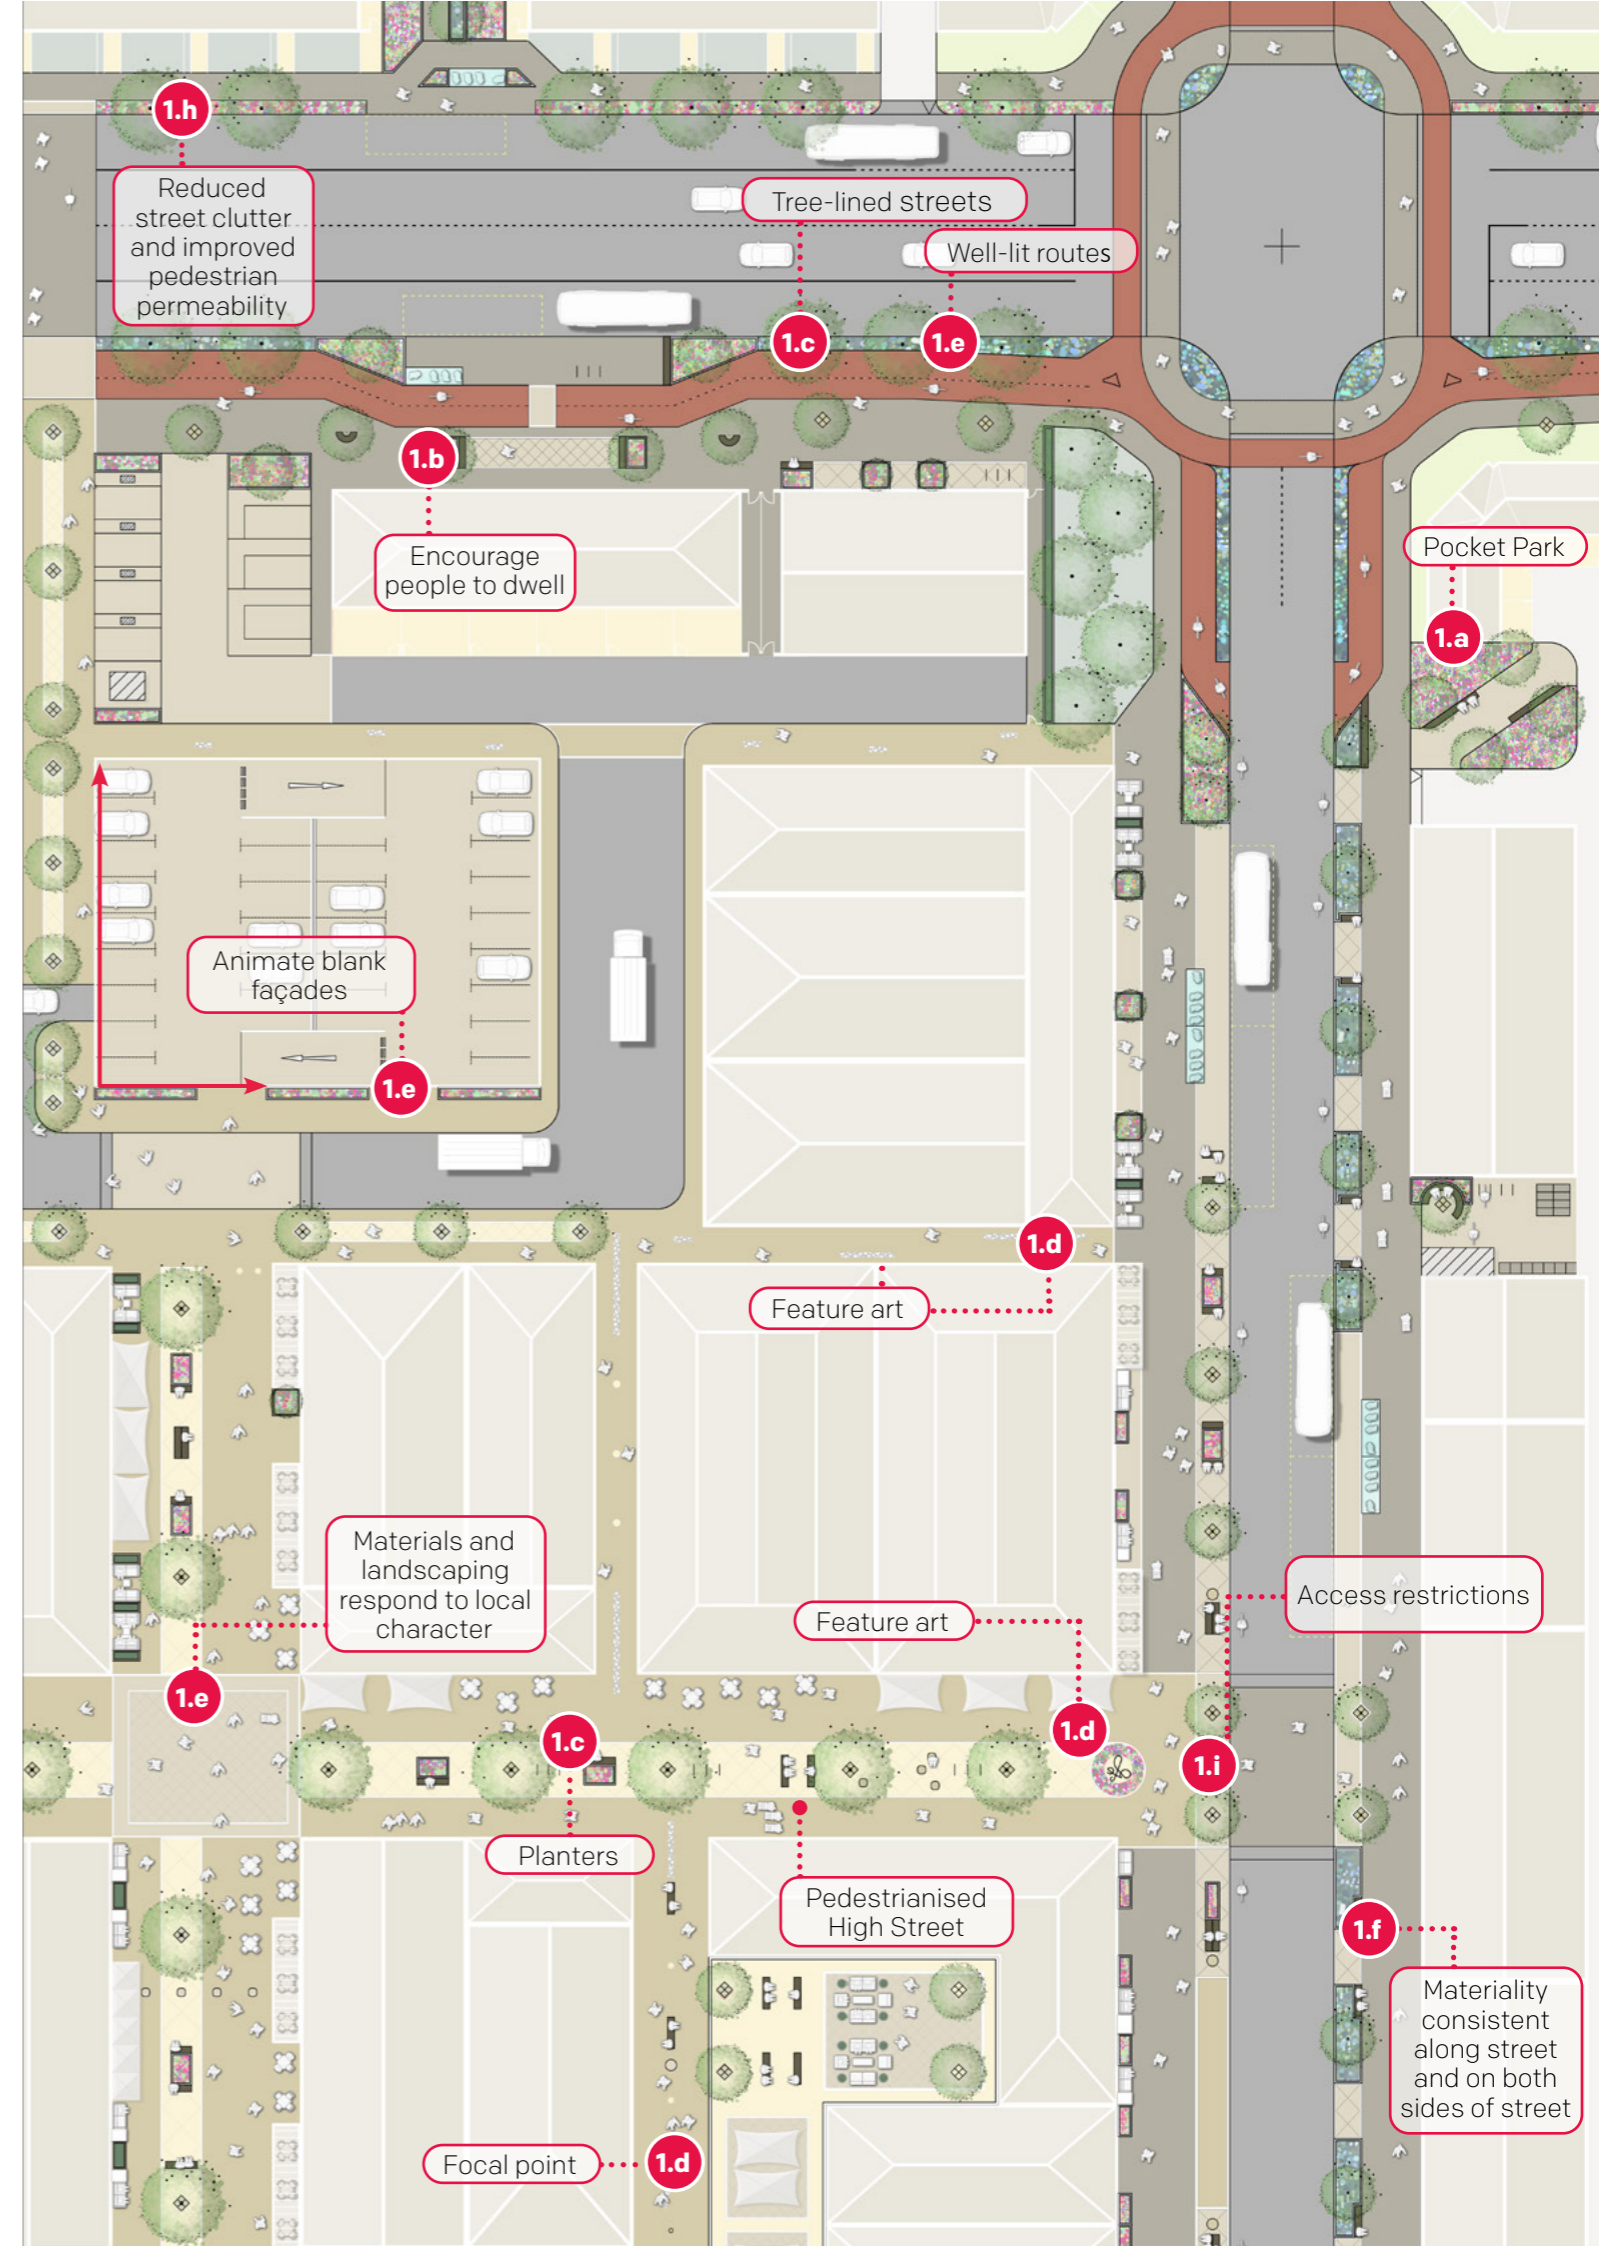 1.h
Reduced
street clutter
and improved
pedestrian
permeability
Tree-lined streets
1.c
Well-lit routes
1.e
1.b
Encourage
people to dwell
Pocket Park
1.a
Animate blank
façades
1.e
1.d
Feature art
Materials and
landscaping
respond to local
character
1.e
Feature art
1.d
Access restrictions
1.i
1.c
Planters
Pedestrianised
High Street
1.f
Materiality
consistent
along street
and on both
sides of street
Focal point
1.d